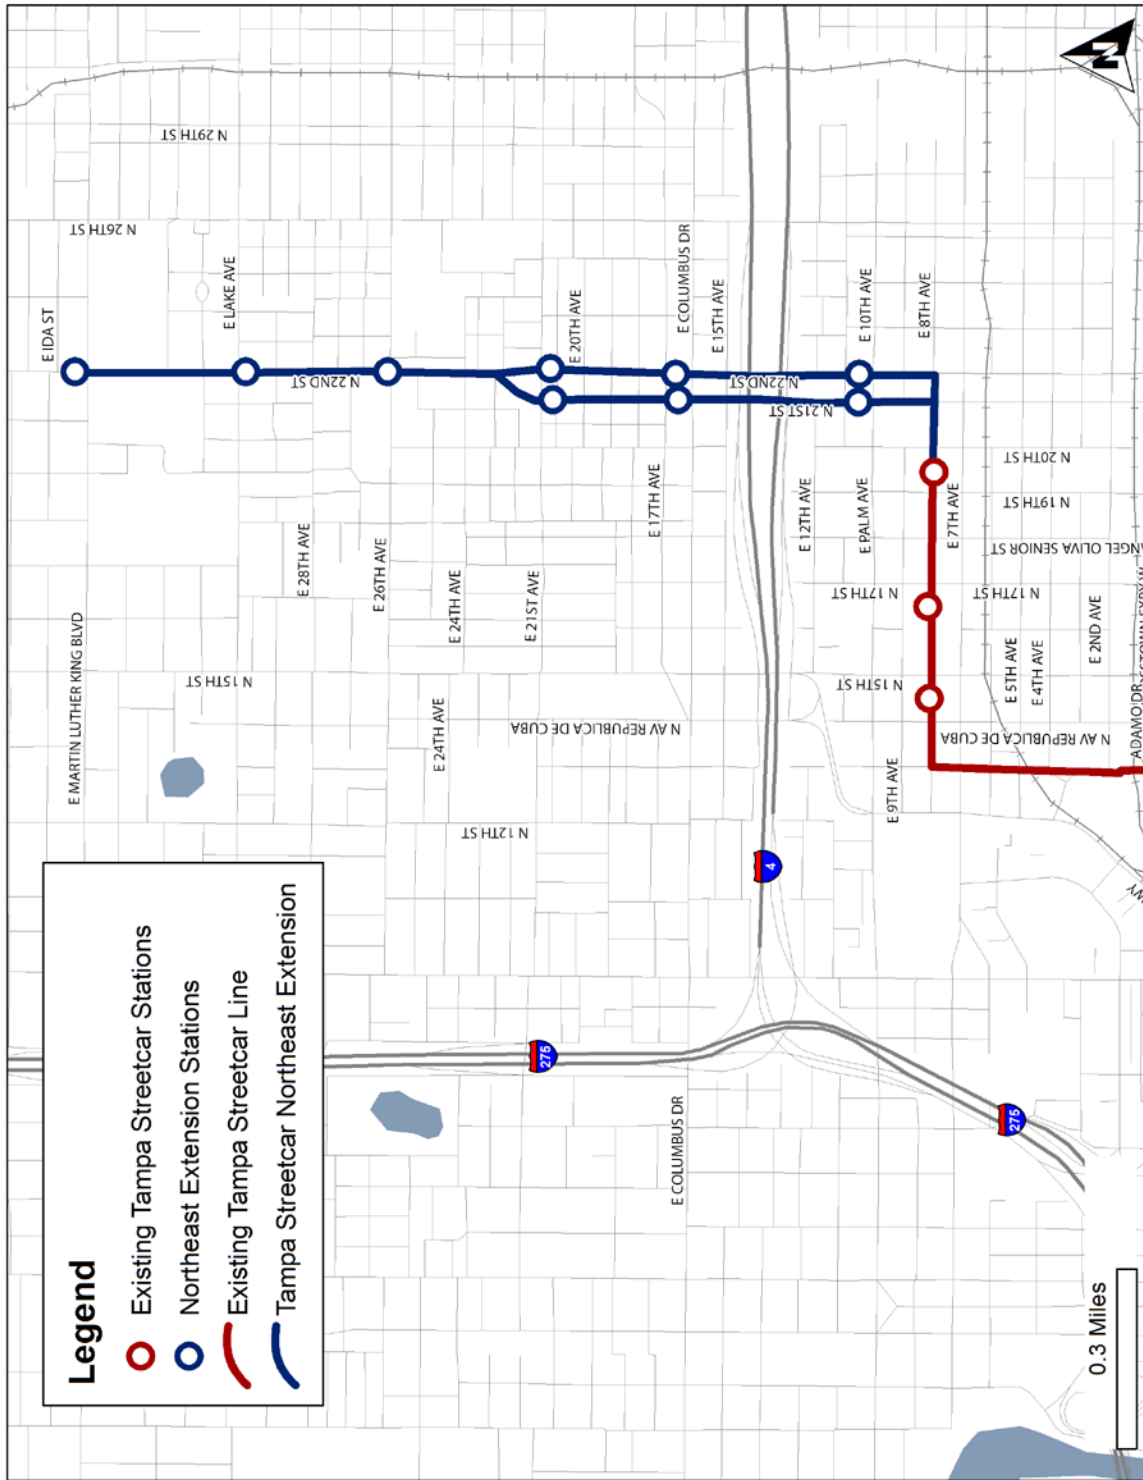 Legend
Existing Tampa Streetcar Stations
Northeast Extension Stations
Existing Tampa Streetcar Line
Tampa Streetcar Northeast Extension
N
0.3 Miles
E IDA ST
N 29TH ST
N 26TH ST
E LAKE AVE
N 22ND ST
E MARTIN LUTHER KING BLVD
E 28TH AVE
E 26TH AVE
N 15TH ST
E 24TH AVE
E 24TH AVE
E 21ST AVE
E 20TH AVE
N 12TH ST
N AV REPUBLICA DE CUBA
E 17TH AVE
E COLUMBUS DR
E COLUMBUS DR
E 15TH AVE
N 22ND ST
N 21ST ST
275
4
275
E 12TH AVE
E PALM AVE
E 10TH AVE
E 8TH AVE
E 9TH AVE
N 17TH ST
N 15TH ST
E 7TH AVE
N 20TH ST
N 19TH ST
NGEL OLIVA SENIOR ST
N 17TH ST
E 5TH AVE
E 4TH AVE
E 2ND AVE
N AV REPUBLICA DE CUBA
ADAMO DR
WY